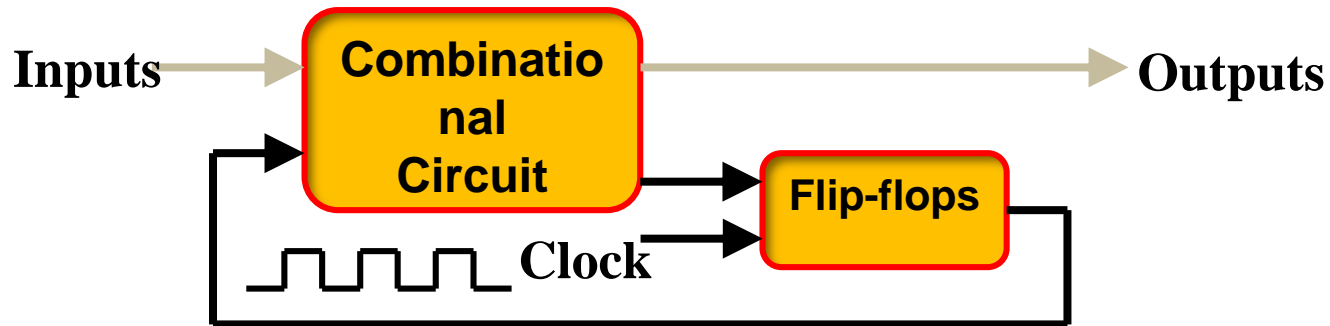 Inputs
Combinatio
nal
Circuit
Outputs
Flip-flops
Clock